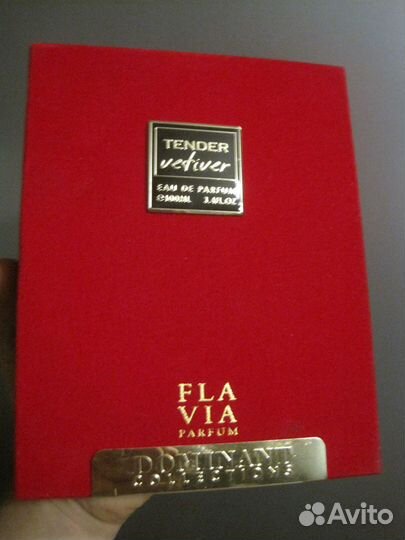 TENDER
vetiver
EAU DE PARFUM
℮100ML 3.4FL.OZ.
FLA
VIA
PARFUM
DOMINANT
COLLECTIONS
Avito